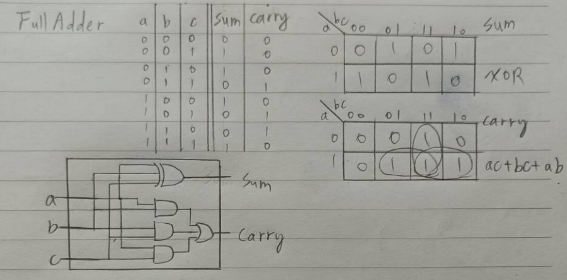 Full Adder
a b c sum carry
0 0 0 0 0
0 0 1 1 0
0 1 0 1 0
0 1 1 0 1
1 0 0 1 0
1 0 1 0 1
1 1 0 0 1
1 1 1 1 0
Sum
bc
a 00 01 11 10
0 0 1 0 1
1 1 0 1 0
XOR
carry
bc
a 00 01 11 10
0 0 0 1 0
1 0 1 1 1
ac+bc+ab
a
b
c
Sum
Carry